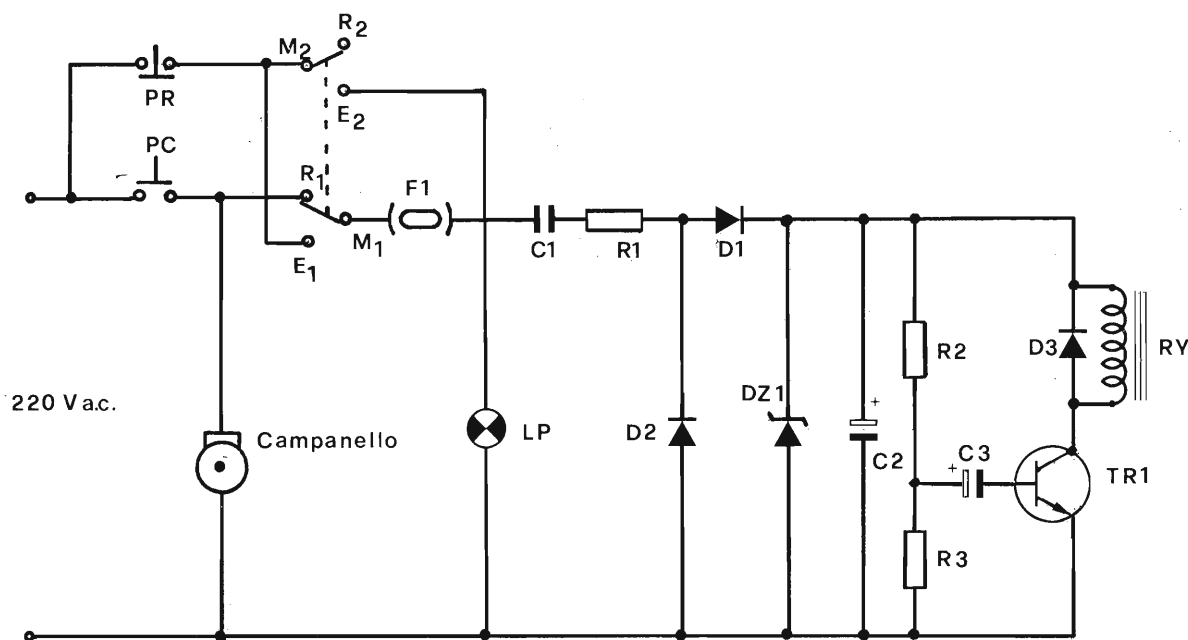 R2
M2
PR
E2
PC
R1
F1
M1
E1
C1
R1
D1
R2
D3
RY
220 V a.c.
DZ1
Campanello
LP
D2
+
C2
+
C3
TR1
R3